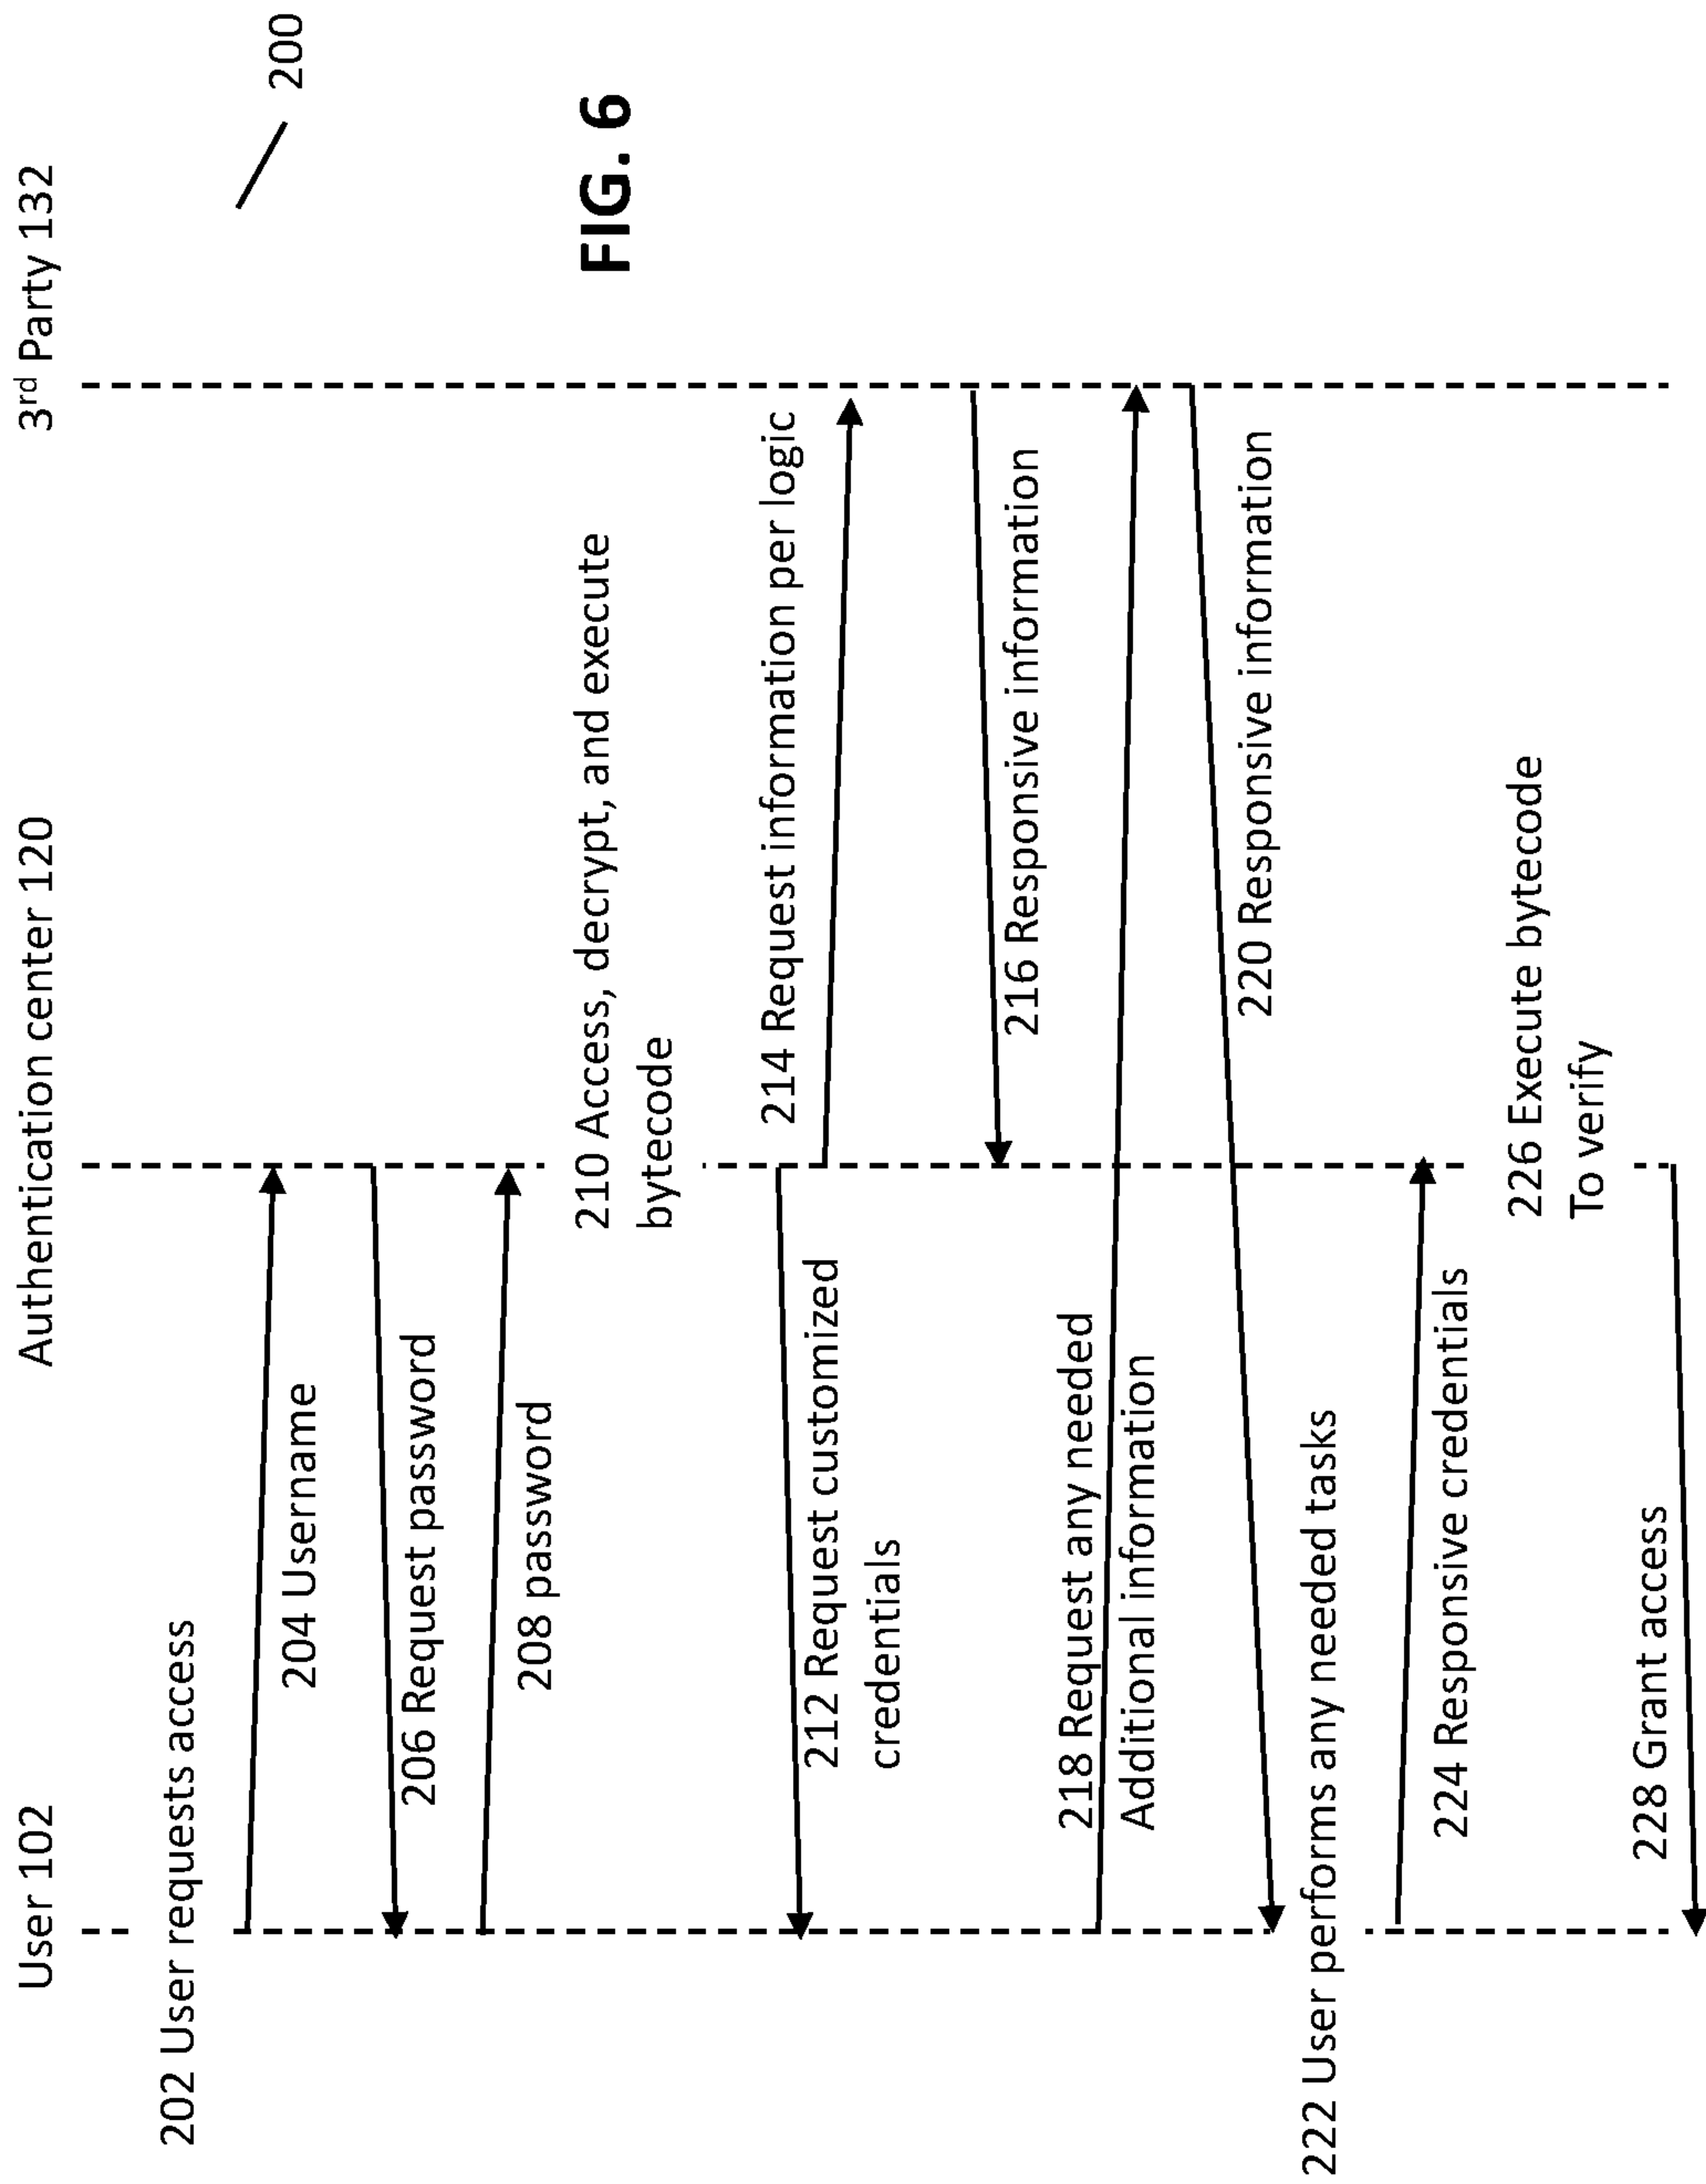 User 102
Authentication center 120
3rd Party 132
200
202 User requests access
204 Username
206 Request password
208 password
210 Access, decrypt, and execute
bytecode
FIG. 6
212 Request customized
credentials
214 Request information per logic
216 Responsive information
218 Request any needed
Additional information
220 Responsive information
222 User performs any needed tasks
224 Responsive credentials
226 Execute bytecode
To verify
228 Grant access